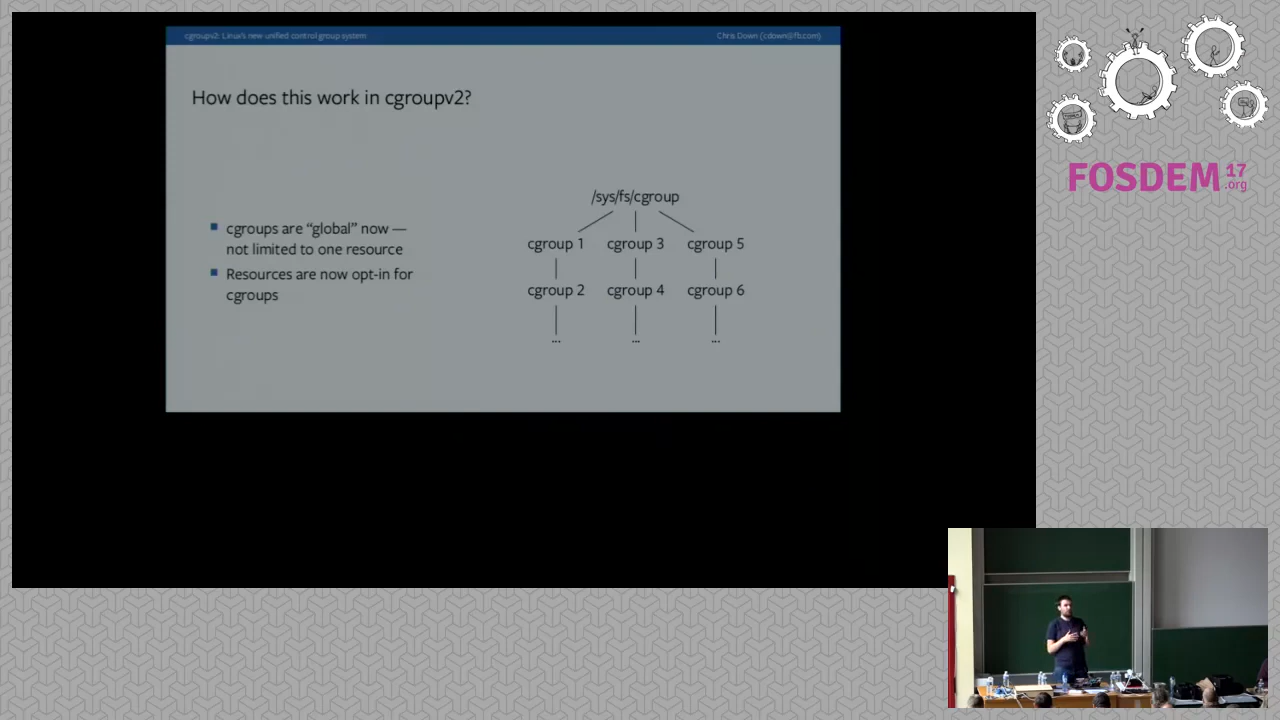 cgroupv2: Linux's new unified control group system
Chris Down (cdown@fb.com)
How does this work in cgroupv2?
cgroups are “global” now —
not limited to one resource
Resources are now opt-in for
cgroups
/sys/fs/cgroup
cgroup 1 cgroup 3 cgroup 5
cgroup 2 cgroup 4 cgroup 6
... ... ...
FOSDEM 17
.org